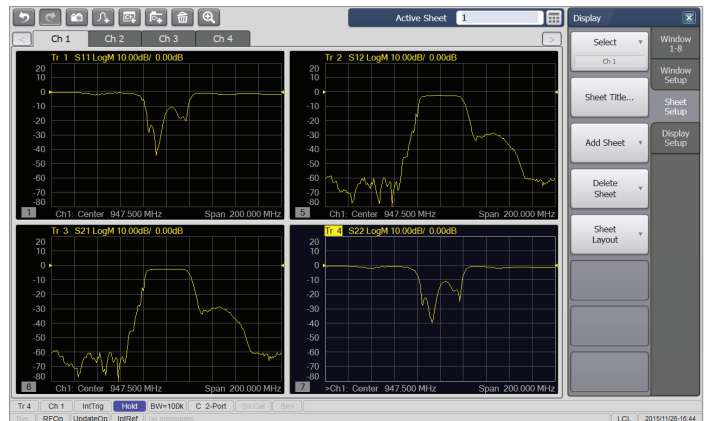 Active Sheet 1 Display
Ch 1 Ch 2 Ch 3 Ch 4
Tr 1 S11 LogM 10.00dB/ 0.00dB
20
10
0
-10
-20
-30
-40
-50
-60
-70
-80
1 Ch1: Center 947.500 MHz Span 200.000 MHz
Tr 2 S12 LogM 10.00dB/ 0.00dB
20
10
0
-10
-20
-30
-40
-50
-60
-70
-80
5 Ch1: Center 947.500 MHz Span 200.000 MHz
Tr 3 S21 LogM 10.00dB/ 0.00dB
20
10
0
-10
-20
-30
-40
-50
-60
-70
-80
6 Ch1: Center 947.500 MHz Span 200.000 MHz
Tr 4 S22 LogM 10.00dB/ 0.00dB
20
10
0
-10
-20
-30
-40
-50
-60
-70
-80
7 >Ch1: Center 947.500 MHz Span 200.000 MHz
Select
Ch 1
Sheet Title...
Add Sheet
Delete
Sheet
Sheet
Layout
Window
1-8
Window
Setup
Sheet
Setup
Display
Setup
Tr 4 Ch 1 IntTrig Hold BW=100k C 2-Port SrcCal Sim
Svc RFOn UpdateOn IntRef no messages LCL 2015/11/26-16:44